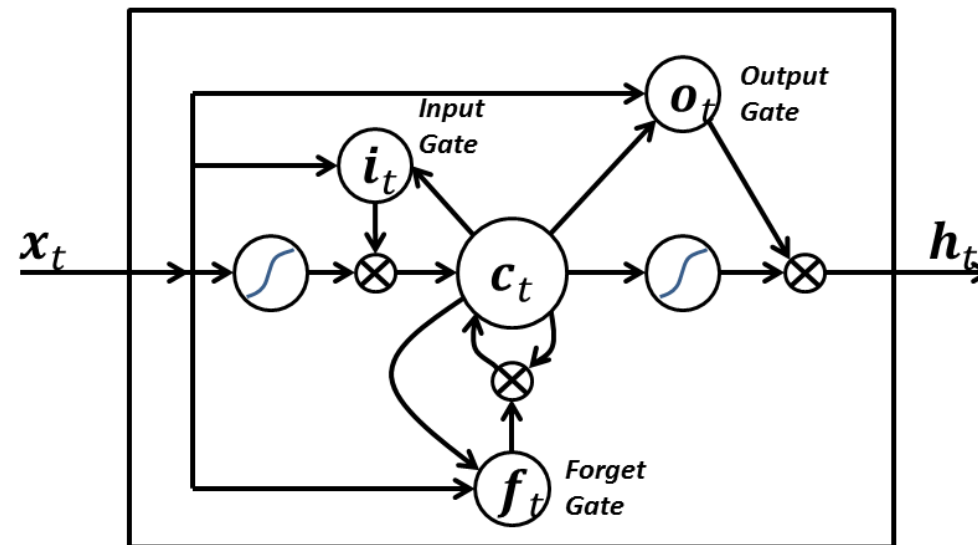 Output
Gate
o_t
Input
Gate
i_t
x_t
c_t
h_t
Forget
Gate
f_t